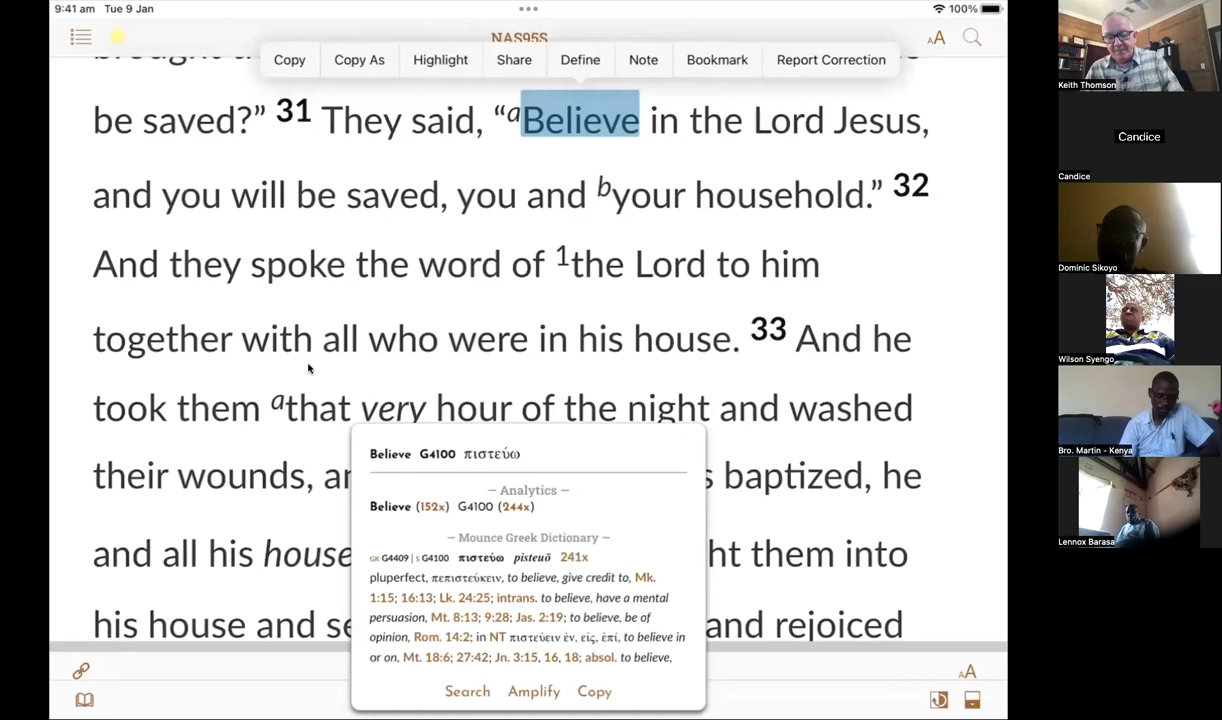 9:41 am Tue 9 Jan
100%
NAS95S
AA
Copy Copy As Highlight Share Define Note Bookmark Report Correction
be saved?” 31 They said, “aBelieve in the Lord Jesus,
and you will be saved, you and byour household.” 32
And they spoke the word of 1the Lord to him
together with all who were in his house. 33 And he
took them athat very hour of the night and washed
their wounds, s baptized, he
and all his house ht them into
his house and se and rejoiced
Believe G4100 πιστεύω
— Analytics —
Believe (152x) G4100 (244x)
— Mounce Greek Dictionary —
GK G4409 | S G4100 πιστεύω pisteuō 241x
pluperfect, πεπιστεύκειν, to believe, give credit to, Mk.
1:15; 16:13; Lk. 24:25; intrans. to believe, have a mental
persuasion, Mt. 8:13; 9:28; Jas. 2:19; to believe, be of
opinion, Rom. 14:2; in NT πιστεύειν ἐν, εἰς, ἐπί, to believe in
or on, Mt. 18:6; 27:42; Jn. 3:15, 16, 18; absol. to believe,
Search Amplify Copy
AA
Keith Thomson
Candice
Candice
Dominic Sikoyo
Wilson Syengo
Bro. Martin - Kenya
Lennox Barasa